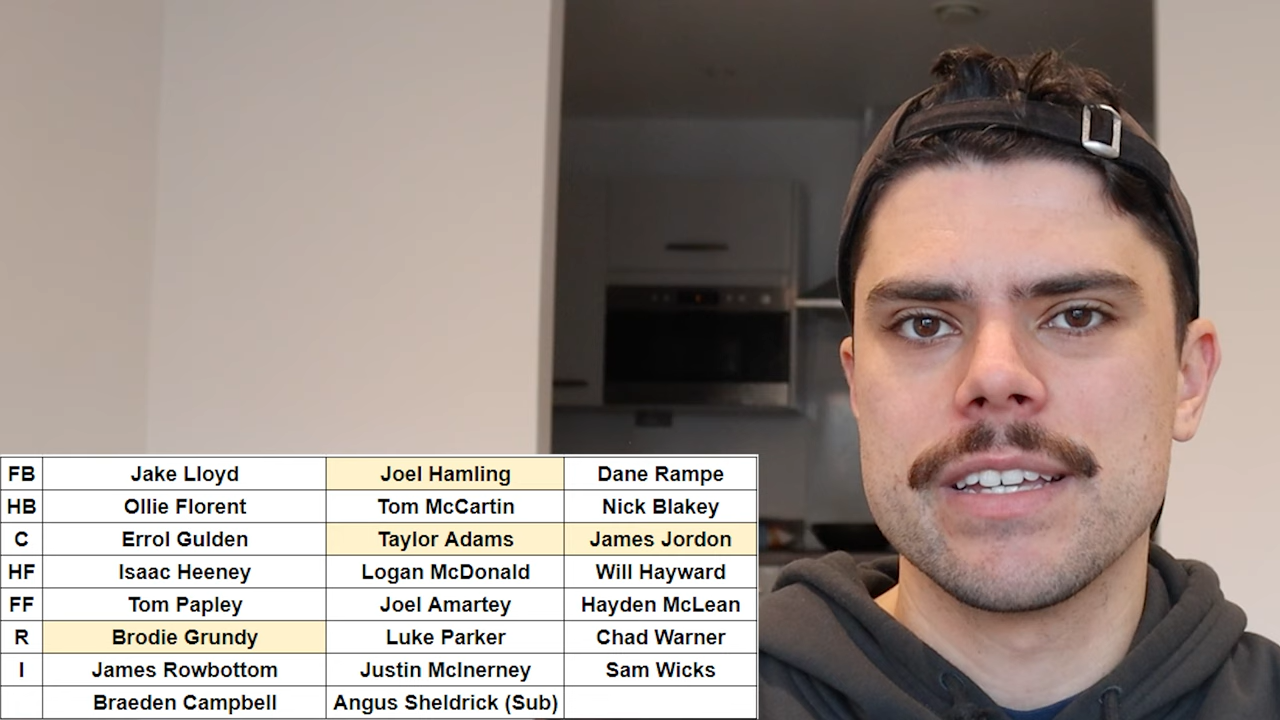 FB Jake Lloyd Joel Hamling Dane Rampe
HB Ollie Florent Tom McCartin Nick Blakey
C Errol Gulden Taylor Adams James Jordon
HF Isaac Heeney Logan McDonald Will Hayward
FF Tom Papley Joel Amartey Hayden McLean
R Brodie Grundy Luke Parker Chad Warner
I James Rowbottom Justin McInerney Sam Wicks
Braeden Campbell Angus Sheldrick (Sub)